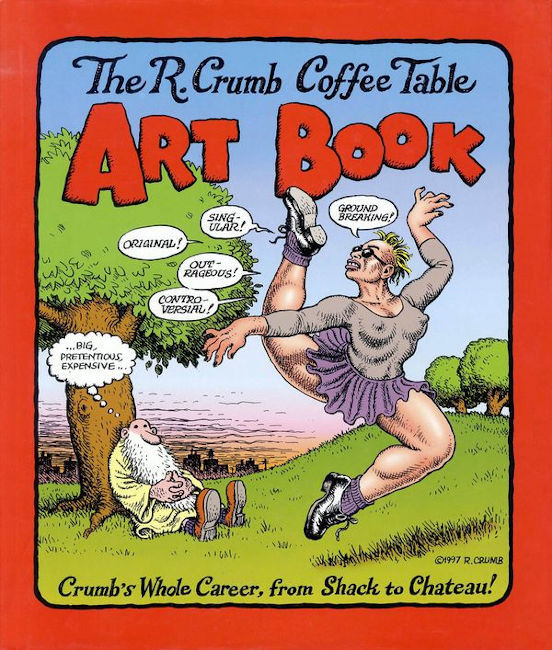 The R. Crumb Coffee Table
ART BOOK
SING-
ULAR!
GROUND
BREAKING!
ORIGINAL!
OUT-
RAGEOUS!
CONTRO-
VERSIAL!
...BIG,
PRETENTIOUS,
EXPENSIVE...
©1997 R. CRUMB
Crumb's Whole Career, from Shack to Chateau!